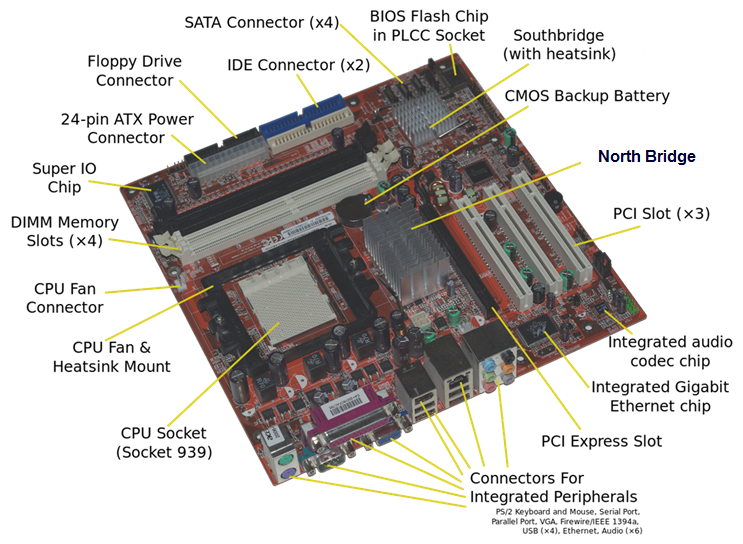 SATA Connector (x4)
BIOS Flash Chip
in PLCC Socket
Southbridge
(with heatsink)
Floppy Drive
Connector
IDE Connector (x2)
CMOS Backup Battery
24-pin ATX Power
Connector
North Bridge
Super IO
Chip
DIMM Memory
Slots (×4)
PCI Slot (×3)
CPU Fan
Connector
CPU Fan &
Heatsink Mount
Integrated audio
codec chip
Integrated Gigabit
Ethernet chip
CPU Socket
(Socket 939)
PCI Express Slot
Connectors For
Integrated Peripherals
PS/2 Keyboard and Mouse, Serial Port,
Parallel Port, VGA, Firewire/IEEE 1394a,
USB (×4), Ethernet, Audio (×6)